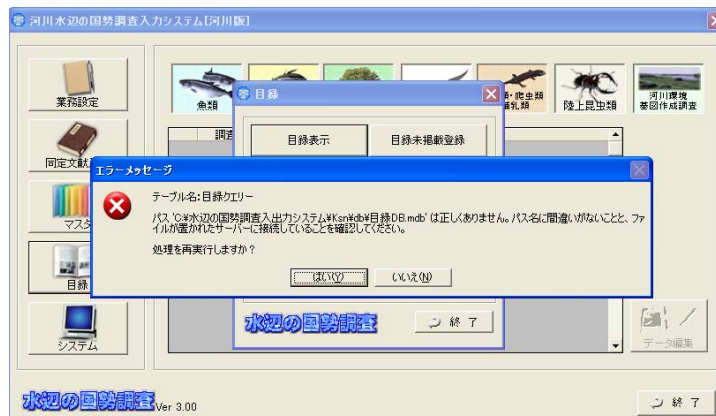 河川水辺の国勢調査入力システム[河川版]
業務設定
魚類
陸上昆虫類
河川環境
基図作成調査
目録
目録表示
目録未掲載登録
エラーメッセージ
テーブル名:目録クエリー
パス 'C:¥水辺の国勢調査入出力システム¥Ksn¥db¥目録DB.mdb' は正しくありません。パス名に間違いがないことと、ファ
イルが置かれたサーバーに接続していることを確認してください。
処理を再実行しますか?
はい(Y)
いいえ(N)
目録
システム
水辺の国勢調査
終了
データ編集
水辺の国勢調査
Ver 3.00
終了